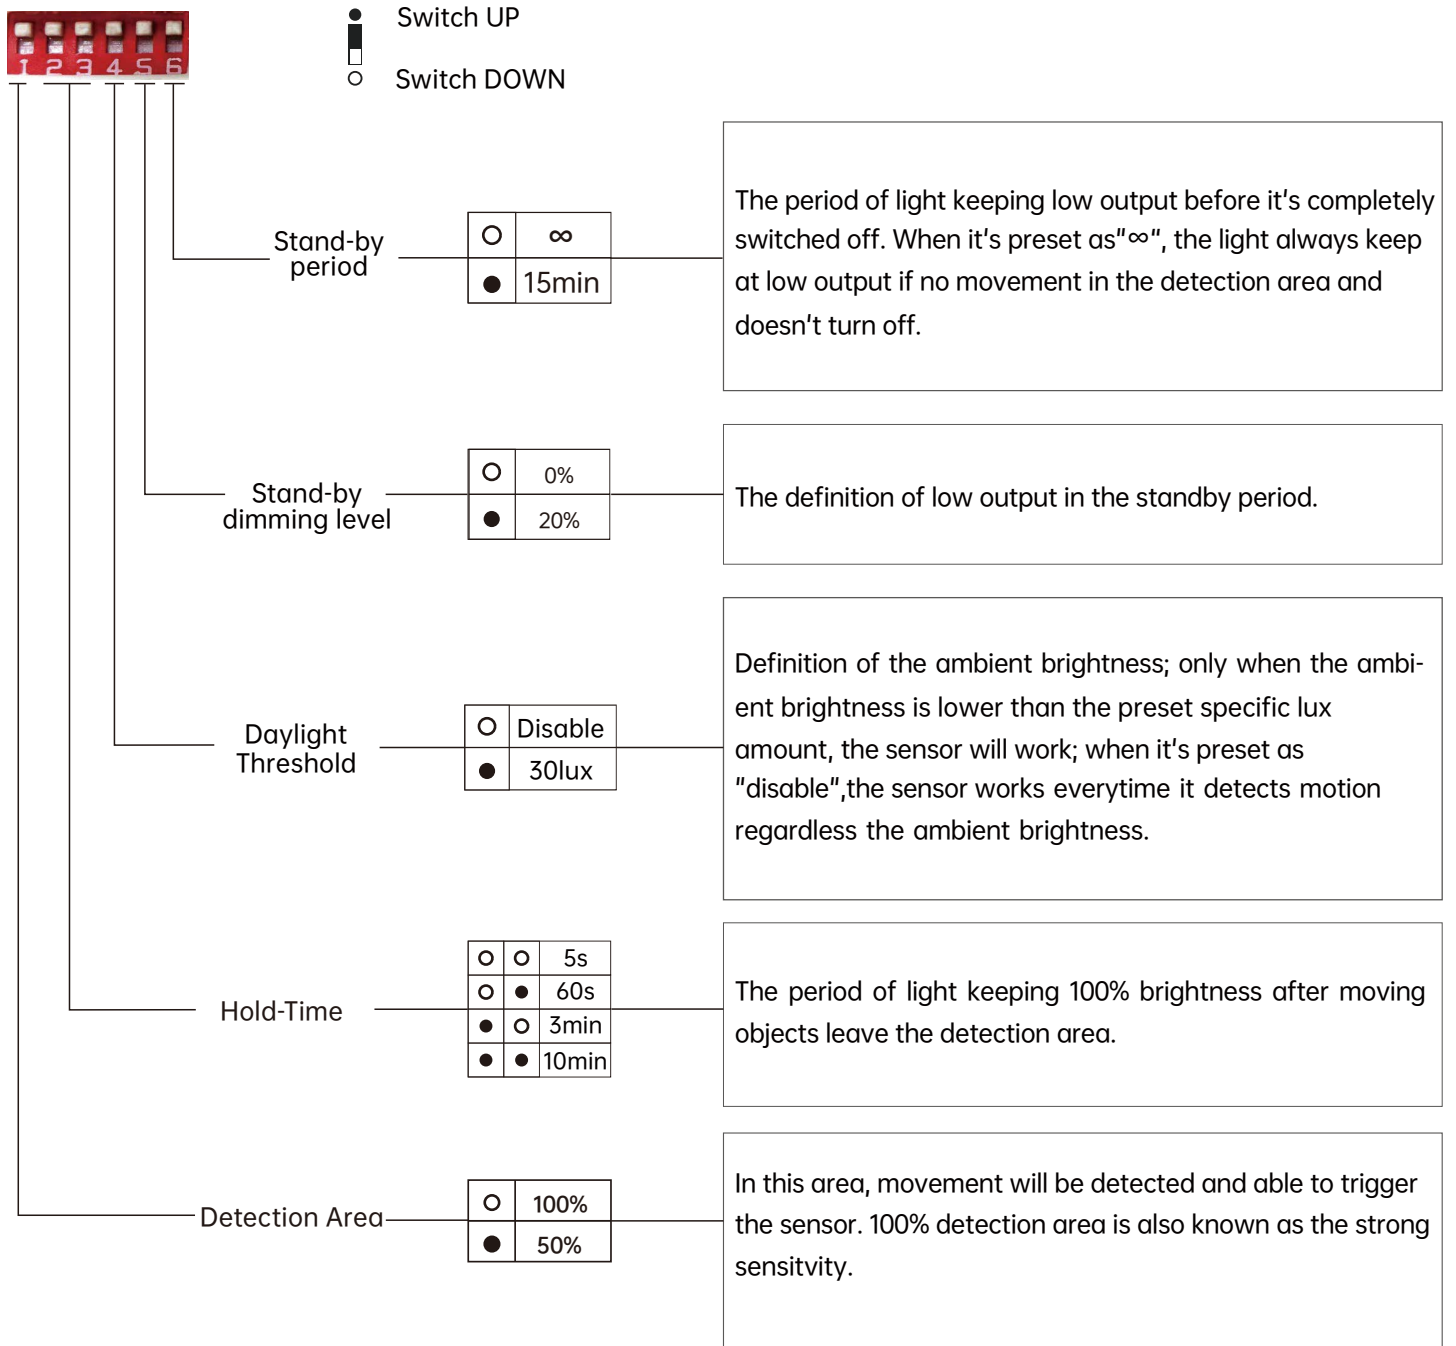 Switch UP
1 2 3 4 5 6
Switch DOWN
Stand-by
period
∞
15min
The period of light keeping low output before it's completely
switched off. When it's preset as"∞", the light always keep
at low output if no movement in the detection area and
doesn't turn off.
Stand-by
dimming level
0%
20%
The definition of low output in the standby period.
Daylight
Threshold
Disable
30lux
Definition of the ambient brightness; only when the ambi-
ent brightness is lower than the preset specific lux
amount, the sensor will work; when it's preset as
"disable",the sensor works everytime it detects motion
regardless the ambient brightness.
Hold-Time
5s
60s
3min
10min
The period of light keeping 100% brightness after moving
objects leave the detection area.
Detection Area
100%
50%
In this area, movement will be detected and able to trigger
the sensor. 100% detection area is also known as the strong
sensitvity.